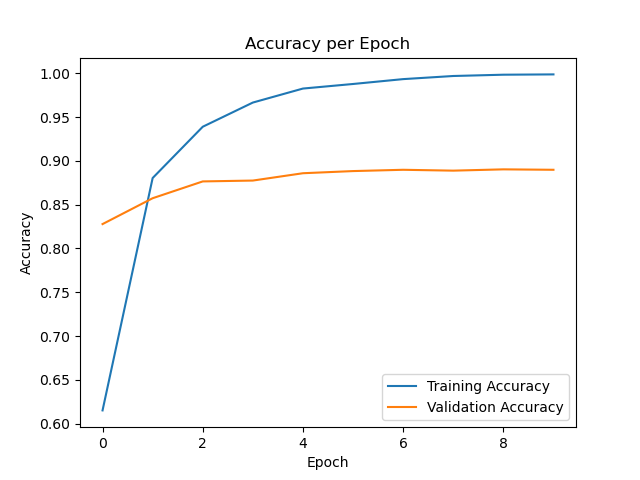 Accuracy per Epoch
1.00
0.95
0.90
0.85
0.80
0.75
0.70
0.65
0.60
Accuracy
Training Accuracy
Validation Accuracy
0 2 4 6 8
Epoch